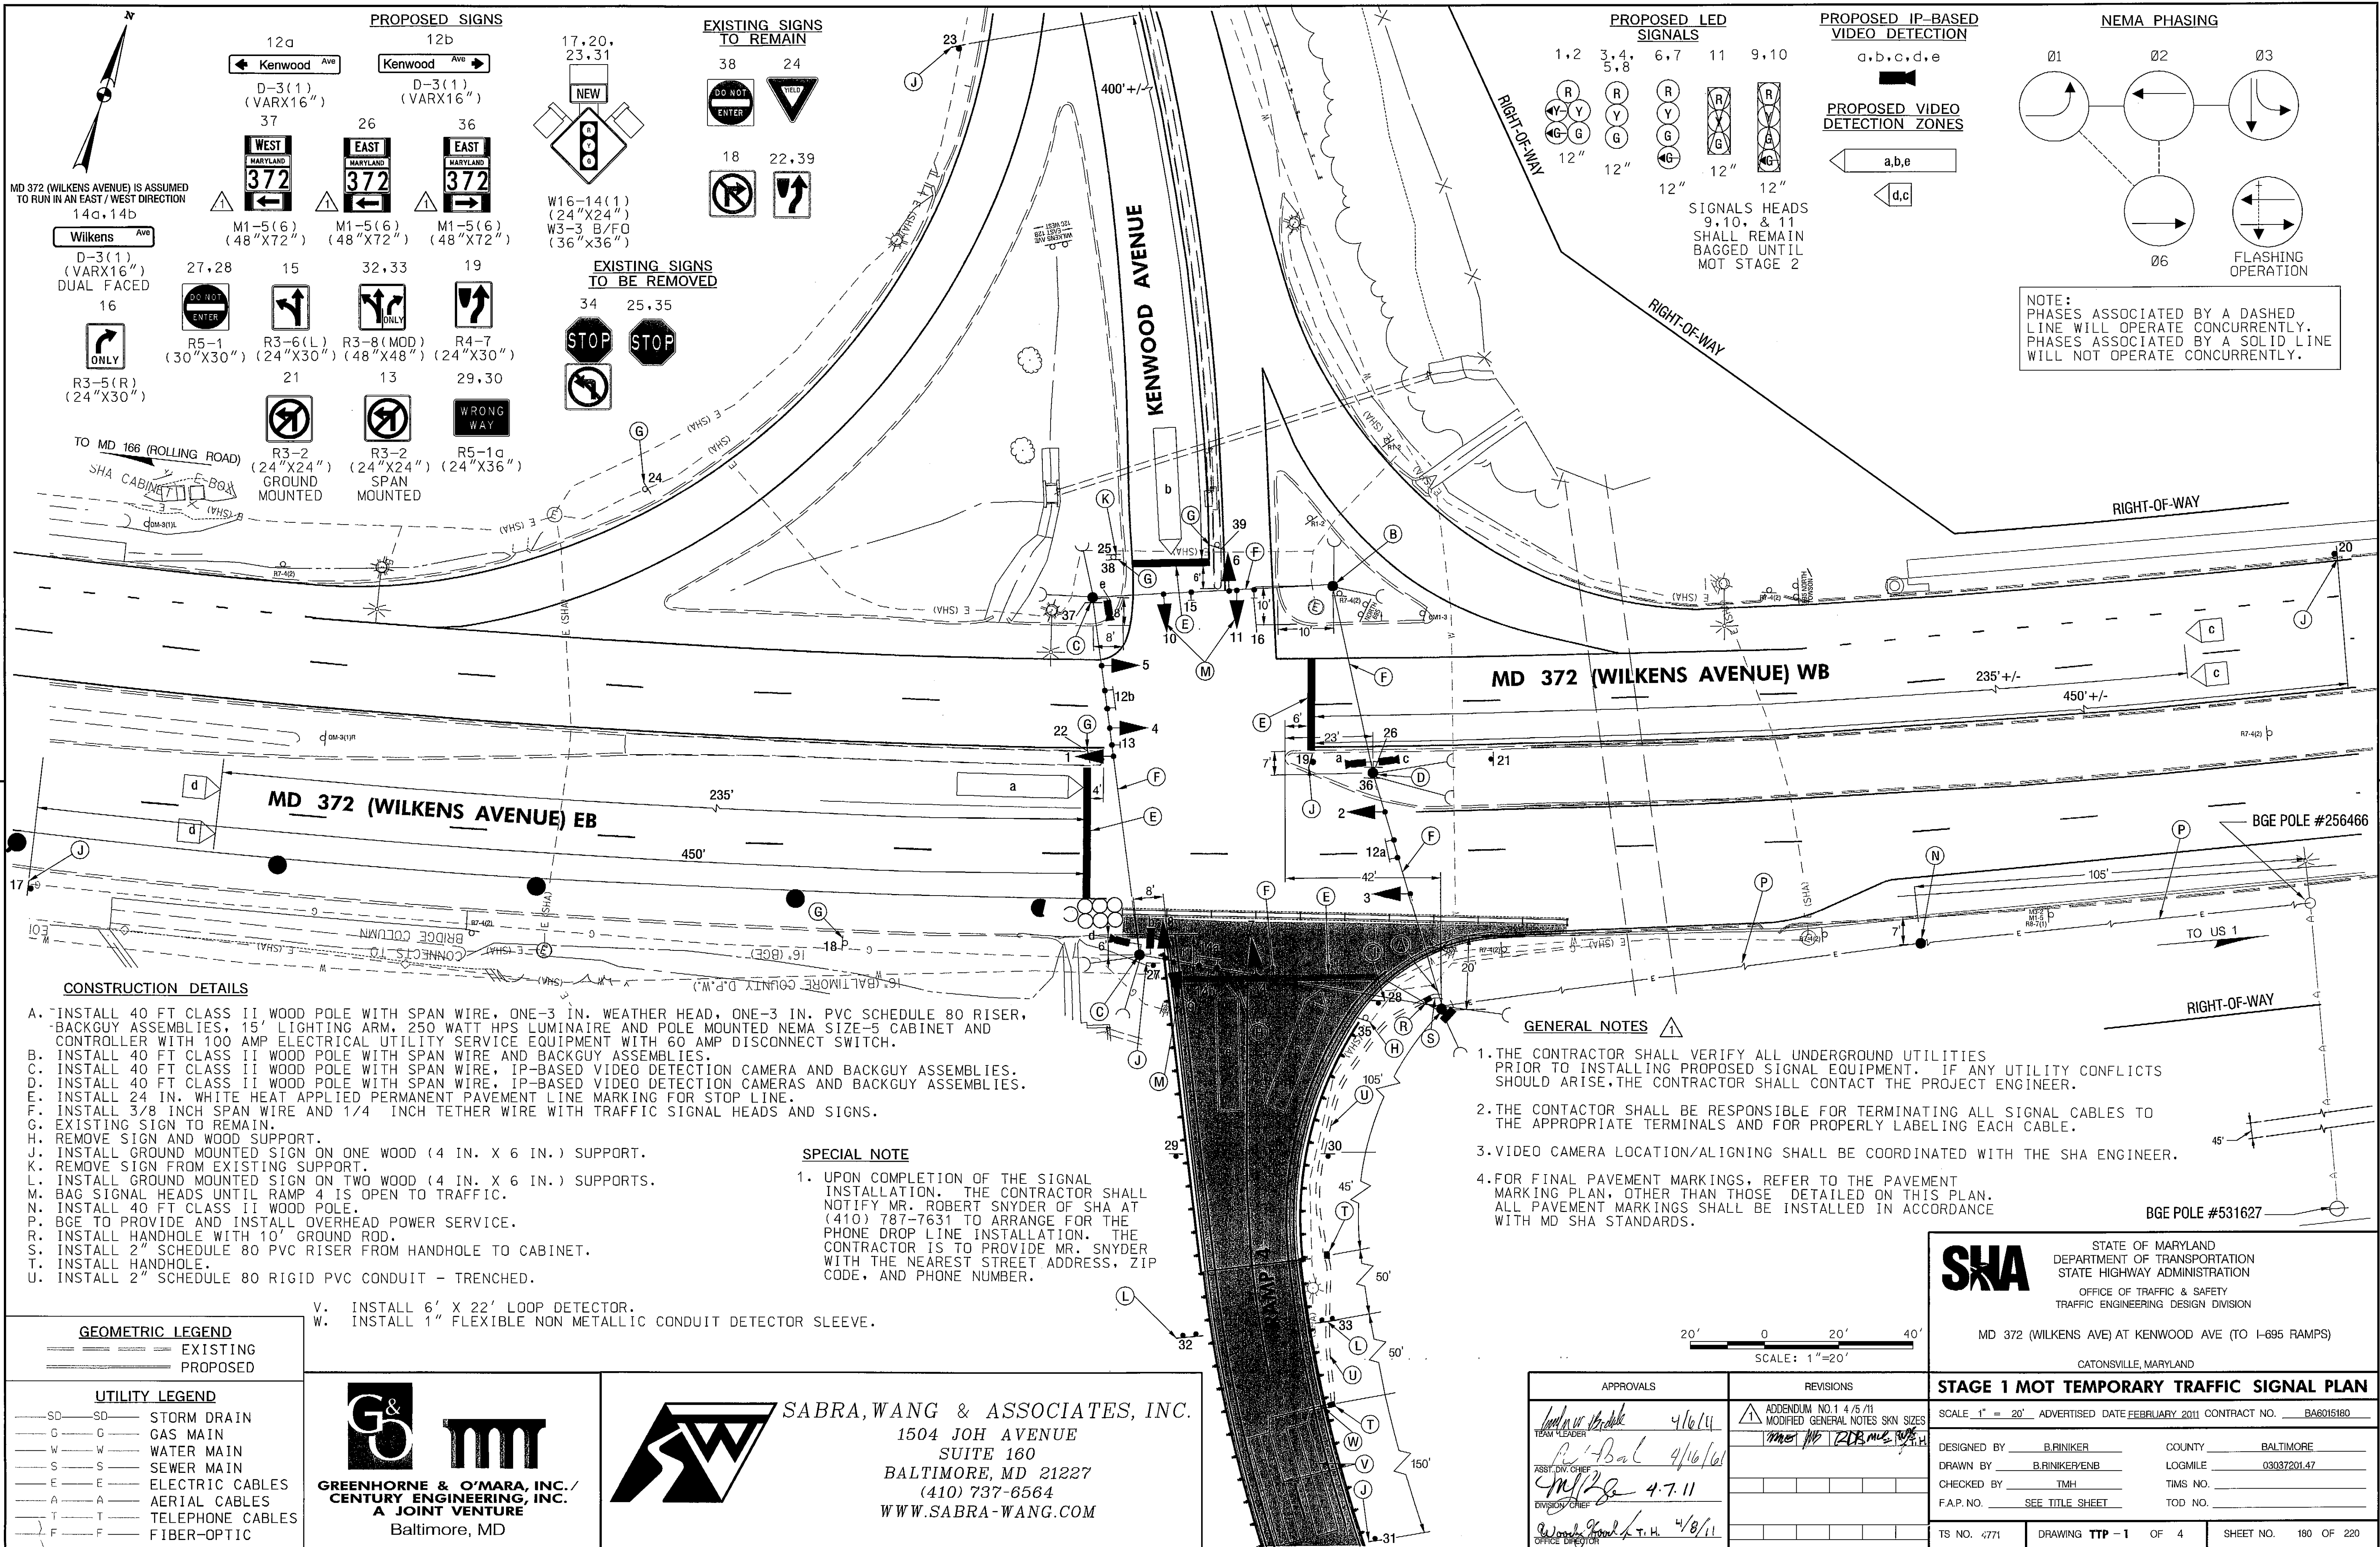 N
MD 372 (WILKENS AVENUE) IS ASSUMED
TO RUN IN AN EAST / WEST DIRECTION
PROPOSED SIGNS
12a
Kenwood Ave
D-3(1)
(VARX16")
12b
Kenwood Ave
D-3(1)
(VARX16")
37
WEST
MARYLAND
372
1
M1-5(6)
(48"X72")
26
EAST
MARYLAND
372
1
M1-5(6)
(48"X72")
36
EAST
MARYLAND
372
1
M1-5(6)
(48"X72")
17,20,
23,31
NEW
R
Y
G
W16-14(1)
(24"X24")
W3-3 B/FO
(36"x36")
14a,14b
Wilkens Ave
D-3(1)
(VARX16")
DUAL FACED
16
ONLY
R3-5(R)
(24"X30")
27,28
DO NOT
ENTER
R5-1
(30"X30")
15
R3-6(L)
(24"X30")
32,33
ONLY
R3-8(MOD)
(48"X48")
19
R4-7
(24"X30")
21
R3-2
(24"X24")
GROUND
MOUNTED
13
R3-2
(24"X24")
SPAN
MOUNTED
29,30
WRONG
WAY
R5-1a
(24"X36")
EXISTING SIGNS
TO REMAIN
38
DO NOT
ENTER
24
YIELD
18
22,39
EXISTING SIGNS
TO BE REMOVED
34
STOP
25,35
STOP
PROPOSED LED
SIGNALS
1,2
3,4,
5,8
6,7
11
9,10
R
Y Y
G G
12"
R
Y
G
12"
R
Y
G
G
12"
R
Y
G
12"
R
Y
G
G
12"
SIGNALS HEADS
9,10, & 11
SHALL REMAIN
BAGGED UNTIL
MOT STAGE 2
PROPOSED IP-BASED
VIDEO DETECTION
a,b,c,d,e
PROPOSED VIDEO
DETECTION ZONES
a,b,e
d,c
NEMA PHASING
Ø1
Ø2
Ø3
Ø6
FLASHING
OPERATION
NOTE:
PHASES ASSOCIATED BY A DASHED
LINE WILL OPERATE CONCURRENTLY.
PHASES ASSOCIATED BY A SOLID LINE
WILL NOT OPERATE CONCURRENTLY.
TO MD 166 (ROLLING ROAD)
SHA CABINET
E-BOX
KENWOOD AVENUE
400'+/-
RIGHT-OF-WAY
RIGHT-OF-WAY
RIGHT-OF-WAY
MD 372 (WILKENS AVENUE) WB
235'+/-
450'+/-
MD 372 (WILKENS AVENUE) EB
235'
450'
BRIDGE COLUMN
CONNECTS TO
16" (BGE)
16" (BALTIMORE COUNTY D.P.W.)
BGE POLE #256466
105'
TO US 1
RIGHT-OF-WAY
45'
BGE POLE #531627
RAMP 4
105'
45'
50'
50'
150'
CONSTRUCTION DETAILS
A. INSTALL 40 FT CLASS II WOOD POLE WITH SPAN WIRE, ONE-3 IN. WEATHER HEAD, ONE-3 IN. PVC SCHEDULE 80 RISER,
BACKGUY ASSEMBLIES, 15' LIGHTING ARM, 250 WATT HPS LUMINAIRE AND POLE MOUNTED NEMA SIZE-5 CABINET AND
CONTROLLER WITH 100 AMP ELECTRICAL UTILITY SERVICE EQUIPMENT WITH 60 AMP DISCONNECT SWITCH.
B. INSTALL 40 FT CLASS II WOOD POLE WITH SPAN WIRE AND BACKGUY ASSEMBLIES.
C. INSTALL 40 FT CLASS II WOOD POLE WITH SPAN WIRE, IP-BASED VIDEO DETECTION CAMERA AND BACKGUY ASSEMBLIES.
D. INSTALL 40 FT CLASS II WOOD POLE WITH SPAN WIRE, IP-BASED VIDEO DETECTION CAMERAS AND BACKGUY ASSEMBLIES.
E. INSTALL 24 IN. WHITE HEAT APPLIED PERMANENT PAVEMENT LINE MARKING FOR STOP LINE.
F. INSTALL 3/8 INCH SPAN WIRE AND 1/4 INCH TETHER WIRE WITH TRAFFIC SIGNAL HEADS AND SIGNS.
G. EXISTING SIGN TO REMAIN.
H. REMOVE SIGN AND WOOD SUPPORT.
J. INSTALL GROUND MOUNTED SIGN ON ONE WOOD (4 IN. X 6 IN.) SUPPORT.
K. REMOVE SIGN FROM EXISTING SUPPORT.
L. INSTALL GROUND MOUNTED SIGN ON TWO WOOD (4 IN. X 6 IN.) SUPPORTS.
M. BAG SIGNAL HEADS UNTIL RAMP 4 IS OPEN TO TRAFFIC.
N. INSTALL 40 FT CLASS II WOOD POLE.
P. BGE TO PROVIDE AND INSTALL OVERHEAD POWER SERVICE.
R. INSTALL HANDHOLE WITH 10' GROUND ROD.
S. INSTALL 2" SCHEDULE 80 PVC RISER FROM HANDHOLE TO CABINET.
T. INSTALL HANDHOLE.
U. INSTALL 2" SCHEDULE 80 RIGID PVC CONDUIT - TRENCHED.
V. INSTALL 6' X 22' LOOP DETECTOR.
W. INSTALL 1" FLEXIBLE NON METALLIC CONDUIT DETECTOR SLEEVE.
SPECIAL NOTE
1. UPON COMPLETION OF THE SIGNAL
INSTALLATION. THE CONTRACTOR SHALL
NOTIFY MR. ROBERT SNYDER OF SHA AT
(410) 787-7631 TO ARRANGE FOR THE
PHONE DROP LINE INSTALLATION. THE
CONTRACTOR IS TO PROVIDE MR. SNYDER
WITH THE NEAREST STREET ADDRESS, ZIP
CODE, AND PHONE NUMBER.
GENERAL NOTES 1
1. THE CONTRACTOR SHALL VERIFY ALL UNDERGROUND UTILITIES
PRIOR TO INSTALLING PROPOSED SIGNAL EQUIPMENT. IF ANY UTILITY CONFLICTS
SHOULD ARISE, THE CONTRACTOR SHALL CONTACT THE PROJECT ENGINEER.
2. THE CONTACTOR SHALL BE RESPONSIBLE FOR TERMINATING ALL SIGNAL CABLES TO
THE APPROPRIATE TERMINALS AND FOR PROPERLY LABELING EACH CABLE.
3. VIDEO CAMERA LOCATION/ALIGNING SHALL BE COORDINATED WITH THE SHA ENGINEER.
4. FOR FINAL PAVEMENT MARKINGS, REFER TO THE PAVEMENT
MARKING PLAN, OTHER THAN THOSE DETAILED ON THIS PLAN.
ALL PAVEMENT MARKINGS SHALL BE INSTALLED IN ACCORDANCE
WITH MD SHA STANDARDS.
GEOMETRIC LEGEND
EXISTING
PROPOSED
UTILITY LEGEND
SD SD STORM DRAIN
G G GAS MAIN
W W WATER MAIN
S S SEWER MAIN
E E ELECTRIC CABLES
A A AERIAL CABLES
T T TELEPHONE CABLES
F F FIBER-OPTIC
G&O
GREENHORNE & O'MARA, INC./
CENTURY ENGINEERING, INC.
A JOINT VENTURE
Baltimore, MD
SABRA, WANG & ASSOCIATES, INC.
1504 JOH AVENUE
SUITE 160
BALTIMORE, MD 21227
(410) 737-6564
WWW.SABRA-WANG.COM
20' 0 20' 40'
SCALE: 1"=20'
APPROVALS
4/6/11
TEAM LEADER
ASST. DIV. CHIEF
4.7.11
DIVISION CHIEF
4/8/11
OFFICE DIRECTOR
REVISIONS
1 ADDENDUM NO.1 4/5/11
MODIFIED GENERAL NOTES SKN SIZES
SHA
STATE OF MARYLAND
DEPARTMENT OF TRANSPORTATION
STATE HIGHWAY ADMINISTRATION
OFFICE OF TRAFFIC & SAFETY
TRAFFIC ENGINEERING DESIGN DIVISION
MD 372 (WILKENS AVE) AT KENWOOD AVE (TO I-695 RAMPS)
CATONSVILLE, MARYLAND
STAGE 1 MOT TEMPORARY TRAFFIC SIGNAL PLAN
SCALE 1" = 20' ADVERTISED DATE FEBRUARY 2011 CONTRACT NO. BA6015180
DESIGNED BY B.RINIKER COUNTY BALTIMORE
DRAWN BY B.RINIKER/ENB LOGMILE 03037201.47
CHECKED BY TMH TIMS NO.
F.A.P. NO. SEE TITLE SHEET TOD NO.
TS NO. 4771 DRAWING TTP - 1 OF 4 SHEET NO. 180 OF 220